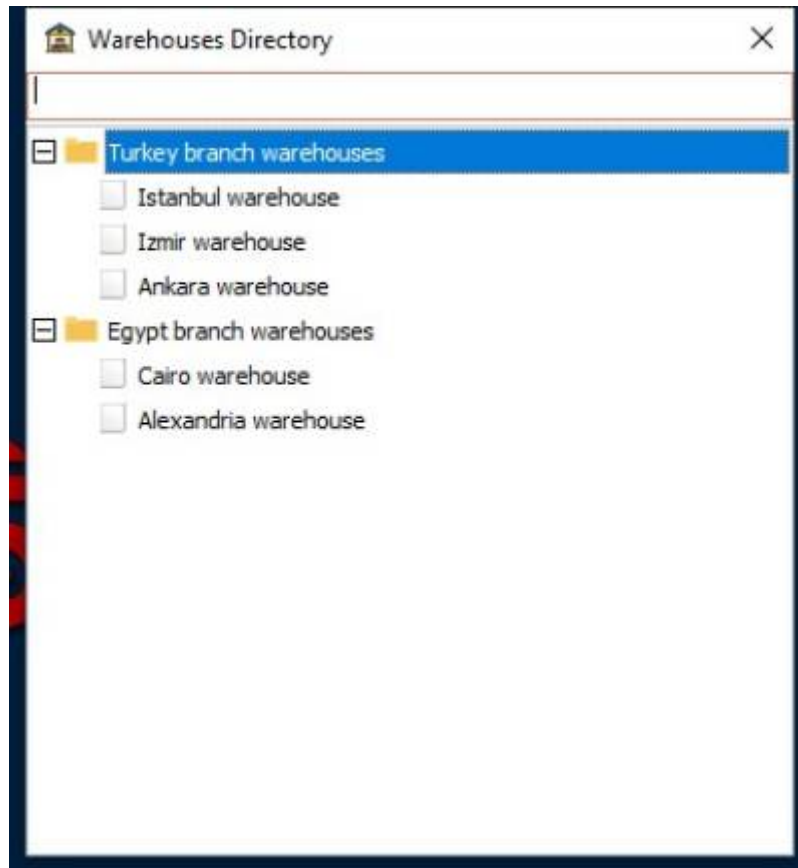 Warehouses Directory
Turkey branch warehouses
Istanbul warehouse
Izmir warehouse
Ankara warehouse
Egypt branch warehouses
Cairo warehouse
Alexandria warehouse